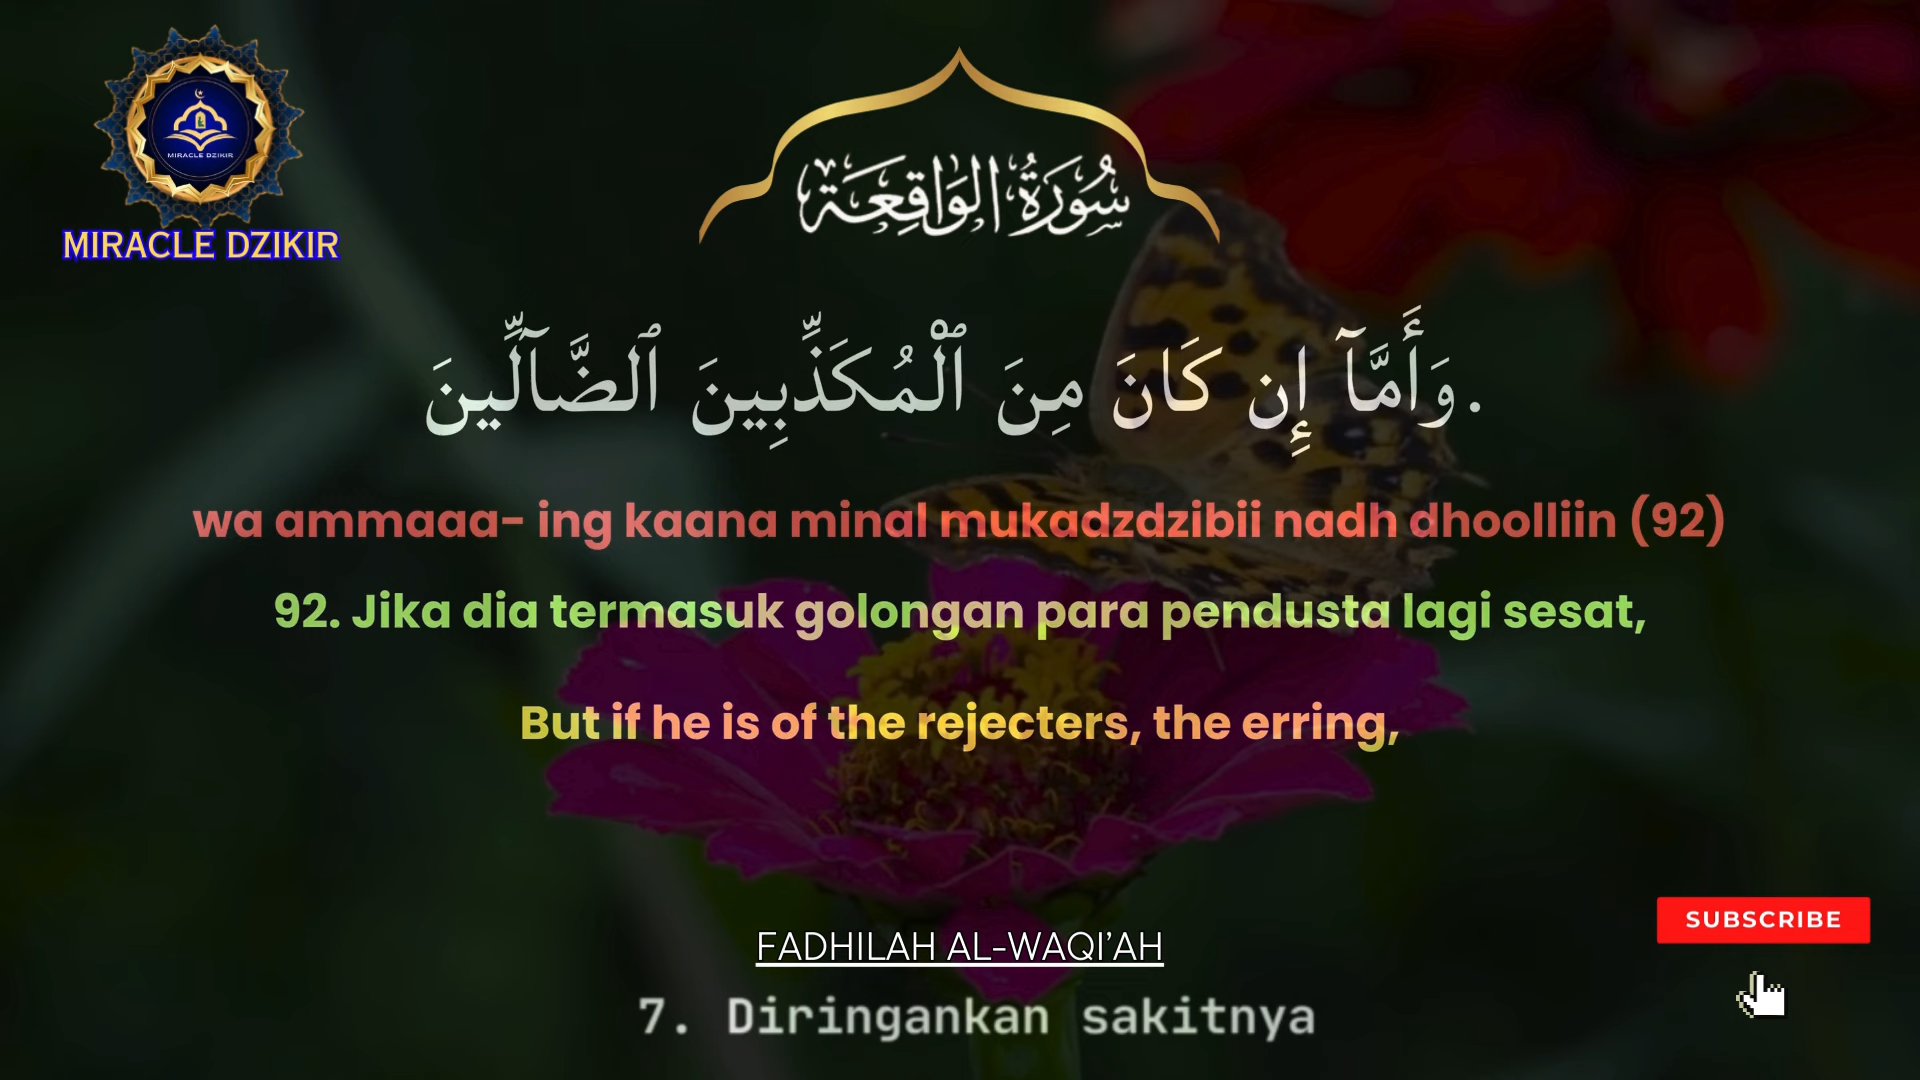 MIRACLE DZIKIR
MIRACLE DZIKIR
سُورَةُ الوَاقِعَة
وَأَمَّآ إِن كَانَ مِنَ ٱلْمُكَذِّبِينَ ٱلضَّآلِّينَ.
wa ammaaa- ing kaana minal mukadzdzibii nadh dhoolliin (92)
92. Jika dia termasuk golongan para pendusta lagi sesat,
But if he is of the rejecters, the erring,
SUBSCRIBE
FADHILAH AL-WAQI'AH
7. Diringankan sakitnya